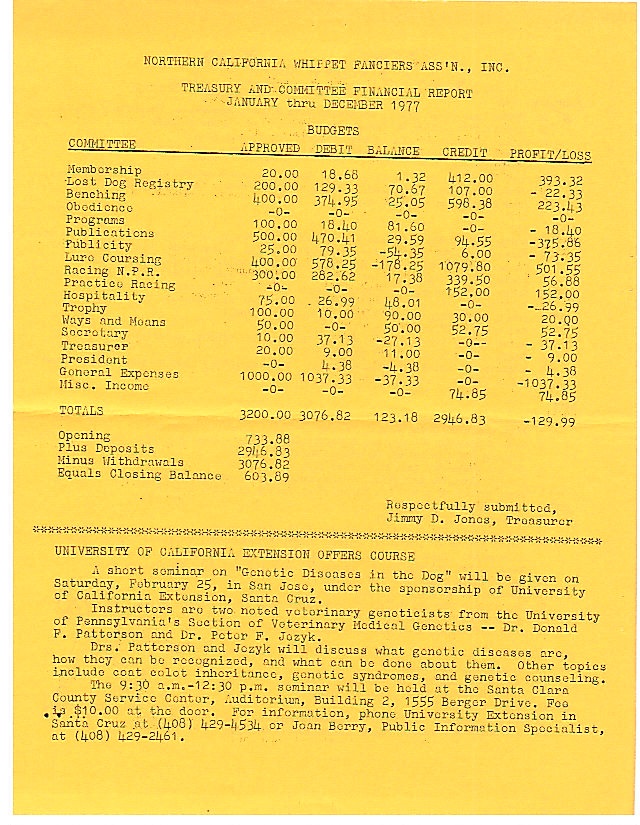 NORTHERN CALIFORNIA WHIPPET FANCIERS ASS'N., INC.
TREASURY AND COMMITTEE FINANCIAL REPORT
JANUARY thru DECEMBER 1977
BUDGETS
COMMITTEE APPROVED DEBIT BALANCE CREDIT PROFIT/LOSS
Membership 20.00 18.68 1.32 412.00 393.32
Lost Dog Registry 200.00 129.33 70.67 107.00 - 22.33
Benching 400.00 374.95 25.05 598.38 223.43
Obedience -0- -0- -0- -0- -0-
Programs 100.00 18.40 81.60 -0- - 18.40
Publications 500.00 470.41 29.59 94.55 -375.86
Publicity 25.00 79.35 -54.35 6.00 - 73.35
Lure Coursing 400.00 578.25 -178.25 1079.80 501.55
Racing N.P.R. 300.00 282.62 17.38 339.50 56.88
Practice Racing -0- -0- -0- 152.00 152.00
Hospitality 75.00 26.99 48.01 -0- - 26.99
Trophy 100.00 10.00 90.00 30.00 20.00
Ways and Means 50.00 -0- 50.00 52.75 52.75
Secretary 10.00 37.13 -27.13 -0- - 37.13
Treasurer 20.00 9.00 11.00 -0- - 9.00
President -0- 4.38 -4.38 -0- - 4.38
General Expenses 1000.00 1037.33 -37.33 -0- -1037.33
Misc. Income -0- -0- -0- 74.85 74.85
TOTALS 3200.00 3076.82 123.18 2946.83 -129.99
Opening 733.88
Plus Deposits 2946.83
Minus Withdrawals 3076.82
Equals Closing Balance 603.89
Respectfully submitted,
Jimmy D. Jones, Treasurer
UNIVERSITY OF CALIFORNIA EXTENSION OFFERS COURSE
A short seminar on "Genetic Diseases in the Dog" will be given on
Saturday, February 25, in San Jose, under the sponsorship of University
of California Extension, Santa Cruz.
Instructors are two noted veterinary geneticists from the University
of Pennsylvania's Section of Veterinary Medical Genetics -- Dr. Donald
F. Patterson and Dr. Peter F. Jezyk.
Drs. Patterson and Jezyk will discuss what genetic diseases are,
how they can be recognized, and what can be done about them. Other topics
include coat colot inheritance, genetic syndromes, and genetic counseling.
The 9:30 a.m.-12:30 p.m. seminar will be held at the Santa Clara
County Service Center, Auditorium, Building 2, 1555 Berger Drive. Fee
is $10.00 at the door. For information, phone University Extension in
Santa Cruz at (408) 429-4534 or Joan Berry, Public Information Specialist,
at (408) 429-2461.